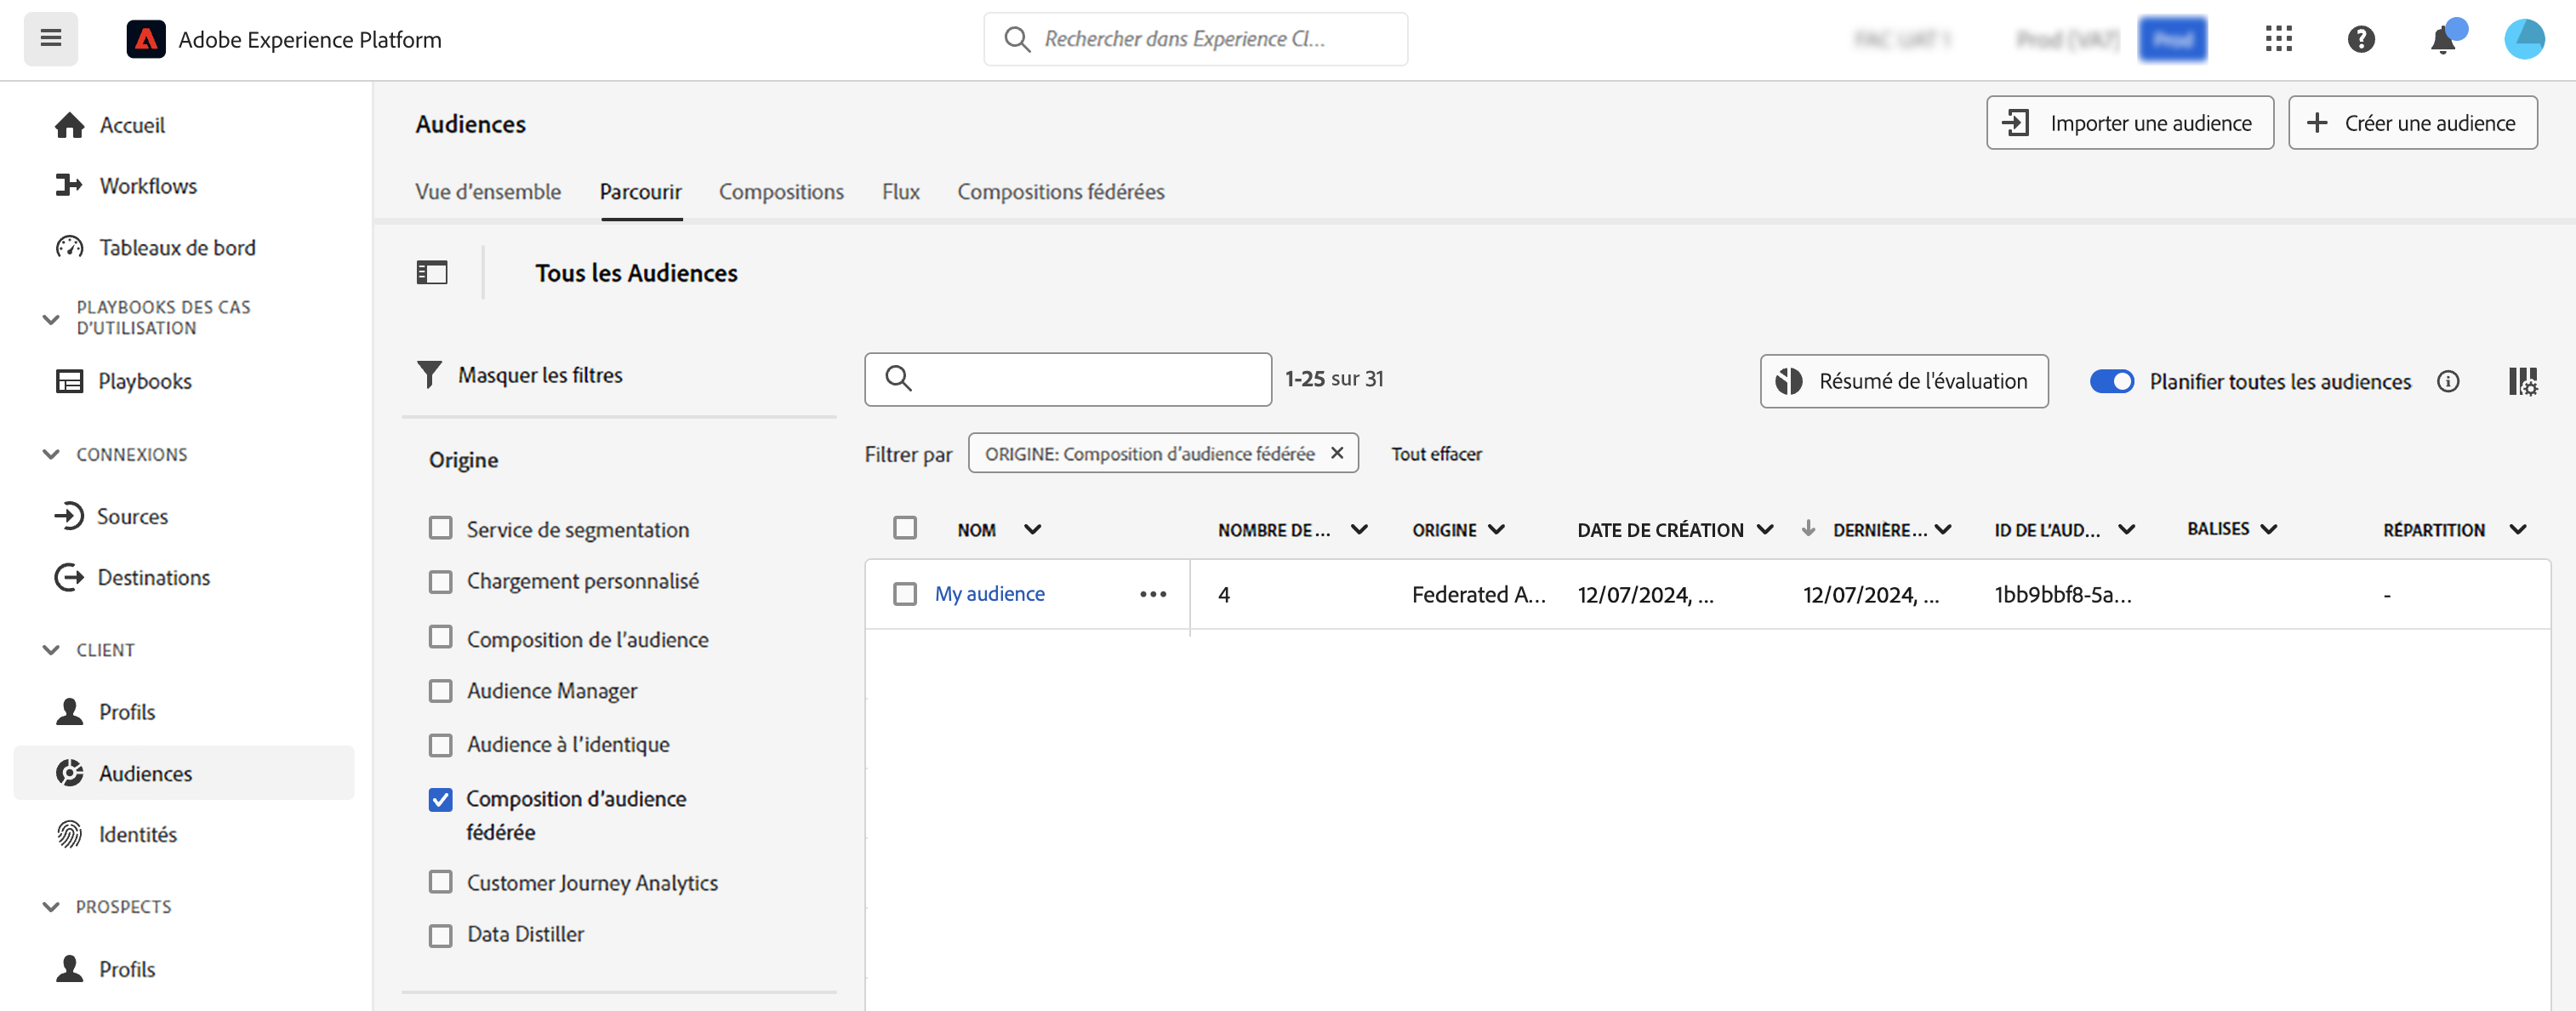 Adobe Experience Platform
Rechercher dans Experience Cl...
Prod
Accueil
Workflows
Tableaux de bord
PLAYBOOKS DES CAS
D'UTILISATION
Playbooks
CONNEXIONS
Sources
Destinations
CLIENT
Profils
Audiences
Identités
PROSPECTS
Profils
Audiences
Importer une audience
Créer une audience
Vue d'ensemble
Parcourir
Compositions
Flux
Compositions fédérées
Tous les Audiences
Masquer les filtres
Origine
Service de segmentation
Chargement personnalisé
Composition de l'audience
Audience Manager
Audience à l'identique
Composition d'audience
fédérée
Customer Journey Analytics
Data Distiller
1-25 sur 31
Résumé de l'évaluation
Planifier toutes les audiences
Filtrer par
ORIGINE: Composition d'audience fédérée
Tout effacer
NOM
NOMBRE DE ...
ORIGINE
DATE DE CRÉATION
DERNIÈRE ...
ID DE L'AUD...
BALISES
RÉPARTITION
My audience
4
Federated A...
12/07/2024, ...
12/07/2024, ...
1bb9bbf8-5a...
-